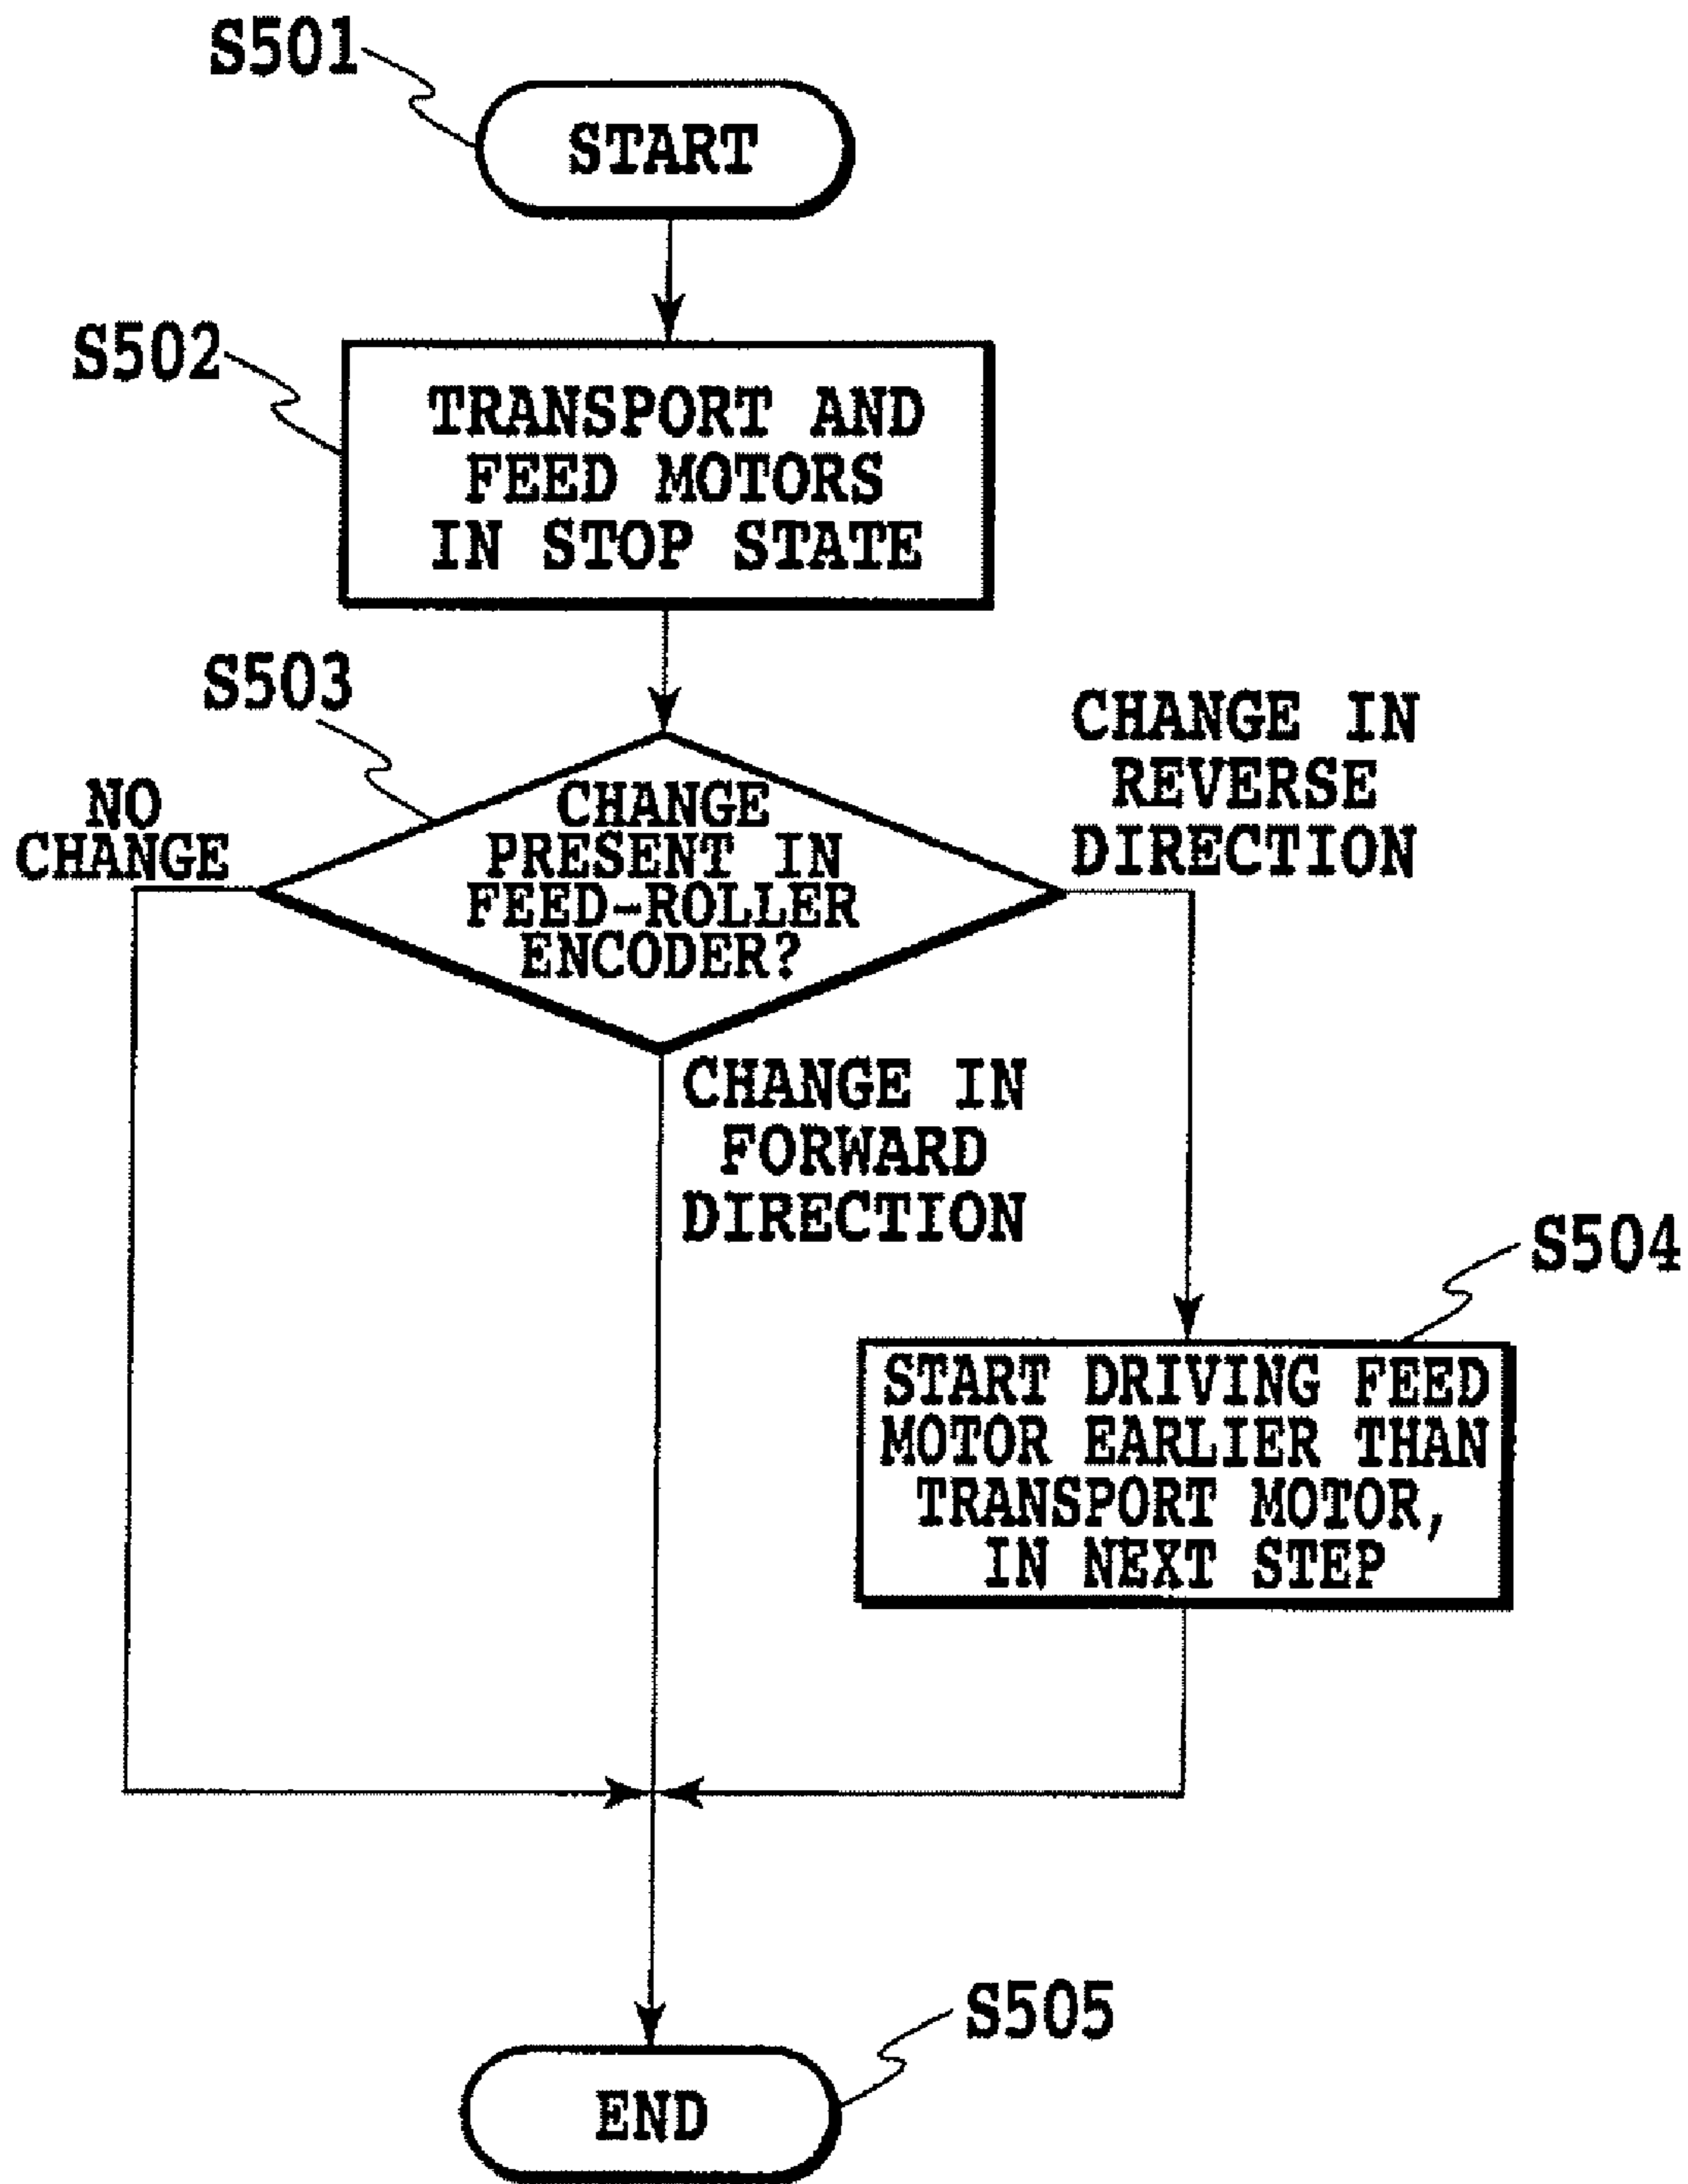 S501
START
S502
TRANSPORT AND
FEED MOTORS
IN STOP STATE
S503
NO
CHANGE
CHANGE
PRESENT IN
FEED-ROLLER
ENCODER?
CHANGE IN
REVERSE
DIRECTION
CHANGE IN
FORWARD
DIRECTION
S504
START DRIVING FEED
MOTOR EARLIER THAN
TRANSPORT MOTOR,
IN NEXT STEP
S505
END